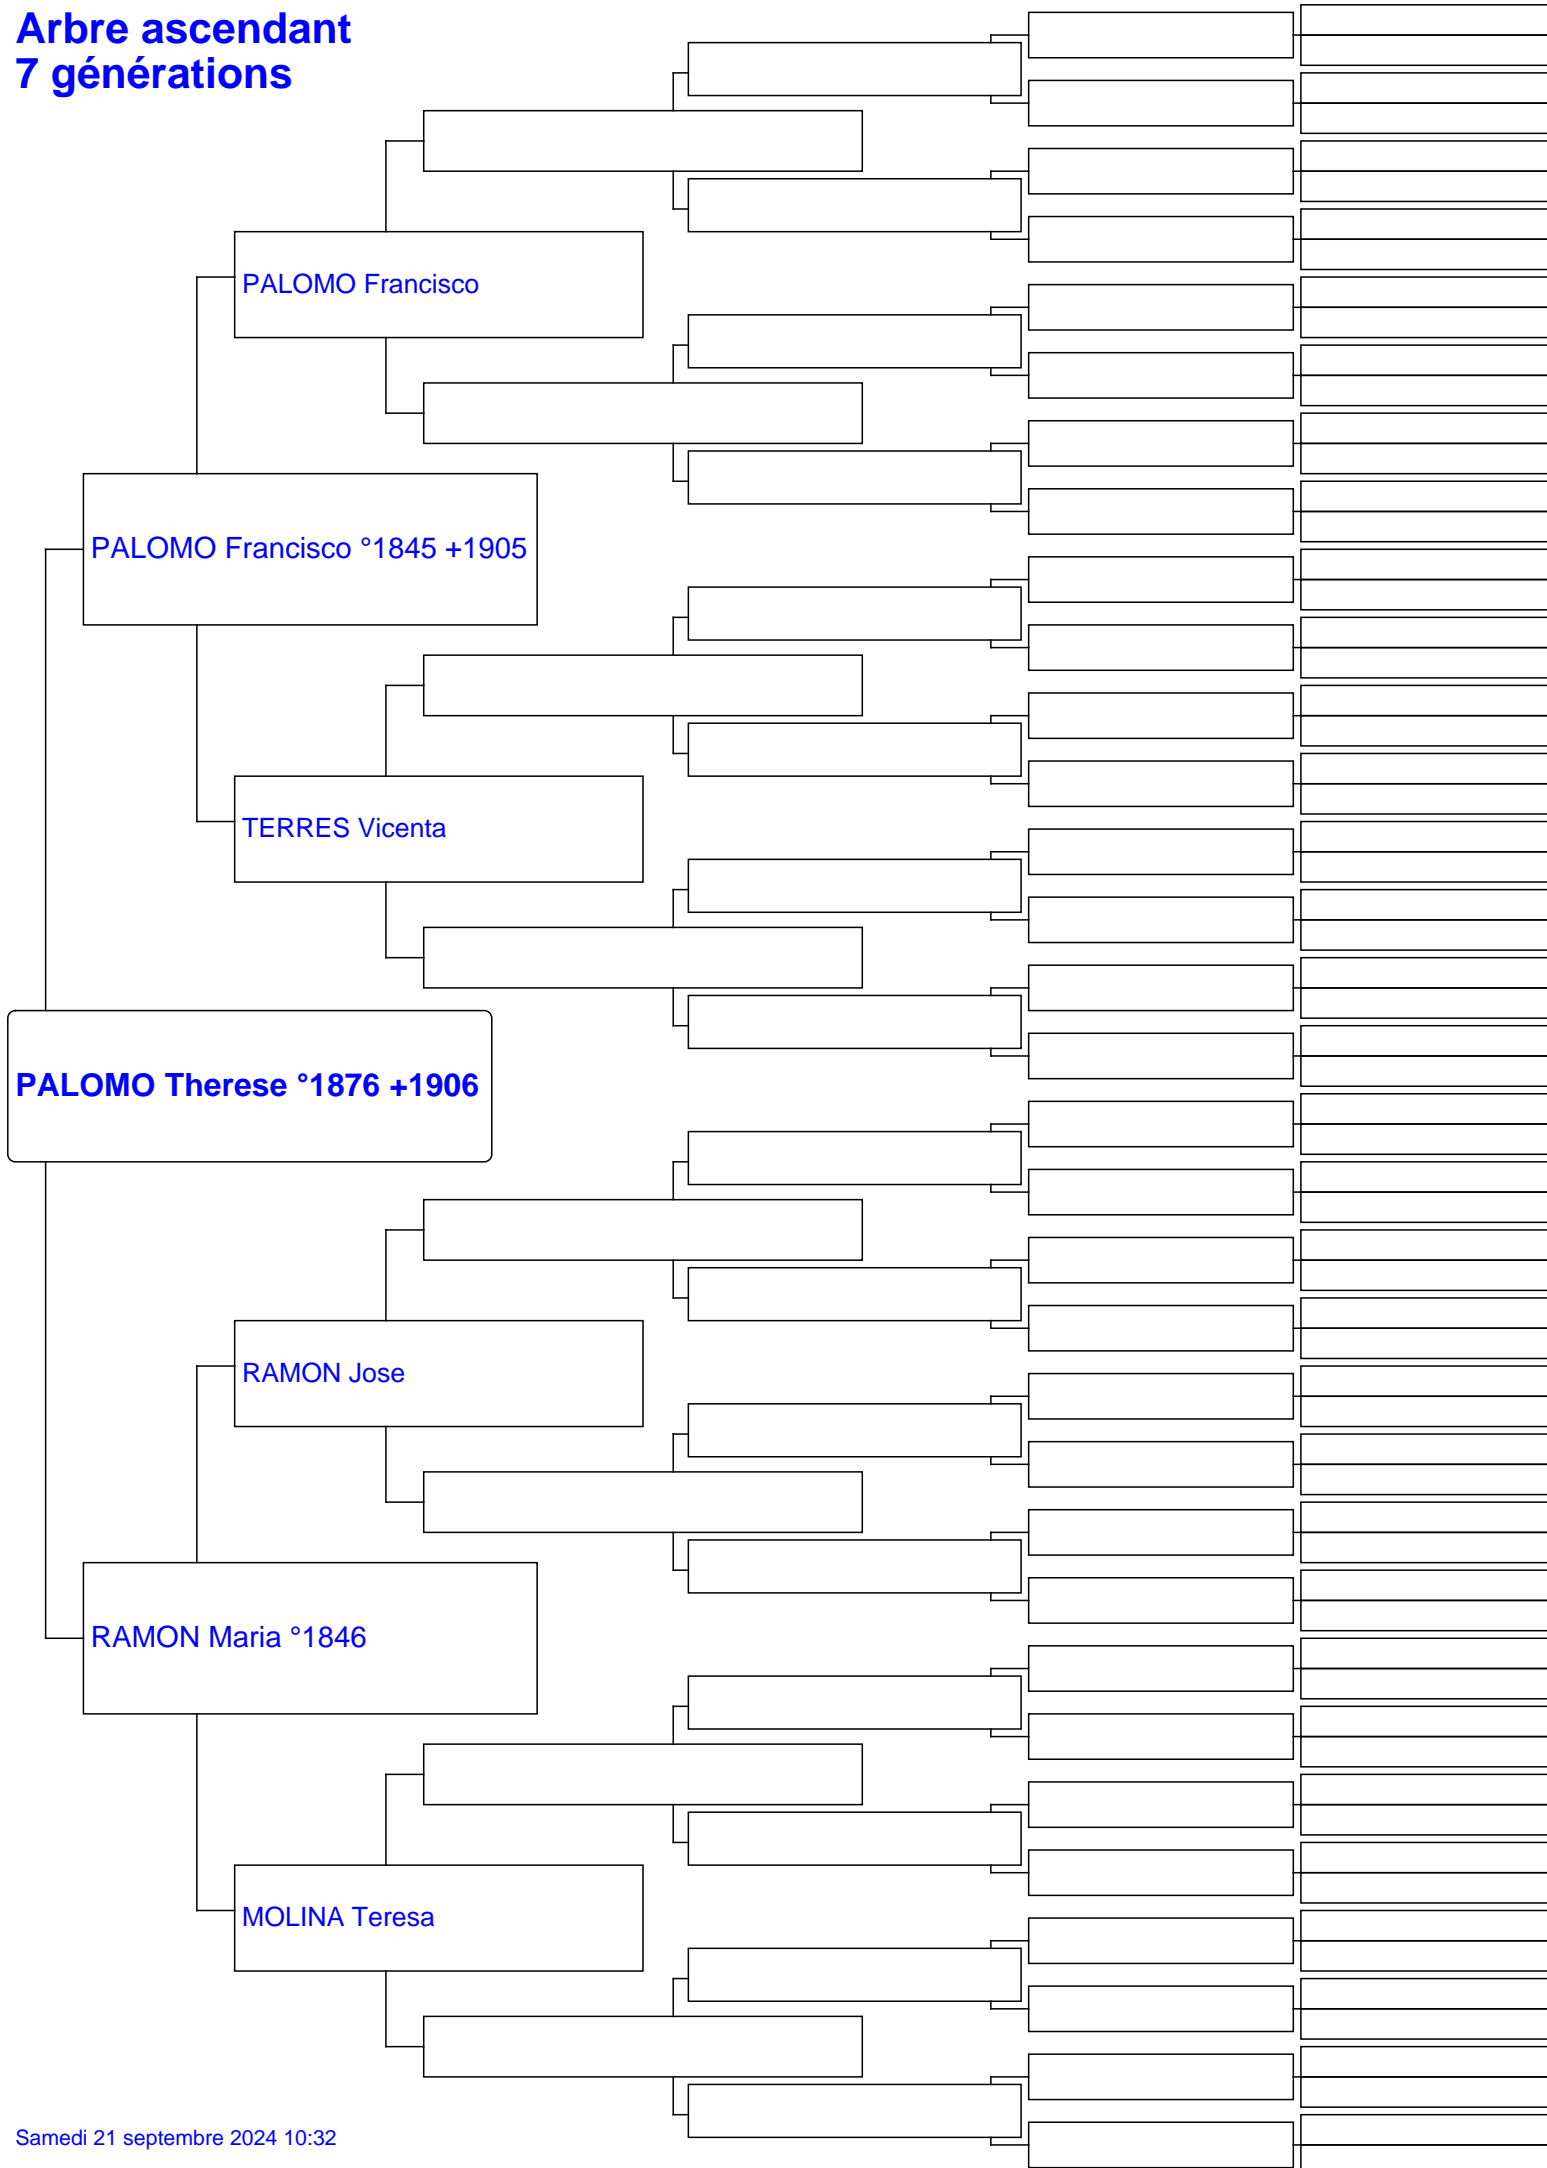 Arbre ascendant
7 générations
PALOMO Francisco
PALOMO Francisco °1845 +1905
TERRES Vicenta
PALOMO Therese °1876 +1906
RAMON Jose
RAMON Maria °1846
MOLINA Teresa
Samedi 21 septembre 2024 10:32